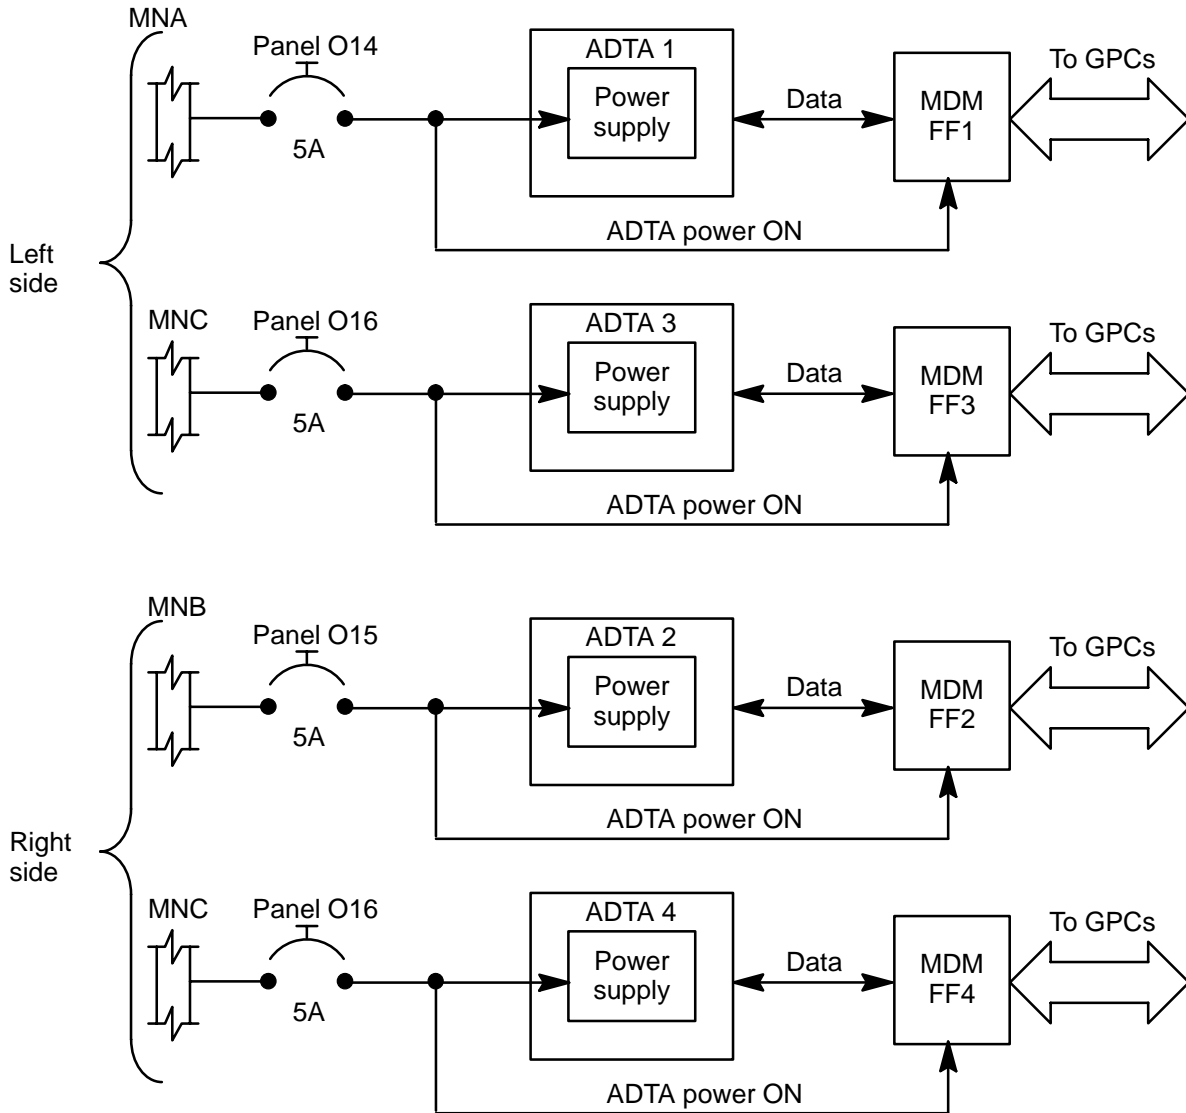 MNA
Panel O14
5A
ADTA 1
Power
supply
Data
MDM
FF1
To GPCs
ADTA power ON
Left
side
MNC
Panel O16
5A
ADTA 3
Power
supply
Data
MDM
FF3
To GPCs
ADTA power ON
MNB
Panel O15
5A
ADTA 2
Power
supply
Data
MDM
FF2
To GPCs
ADTA power ON
Right
side
MNC
Panel O16
5A
ADTA 4
Power
supply
Data
MDM
FF4
To GPCs
ADTA power ON